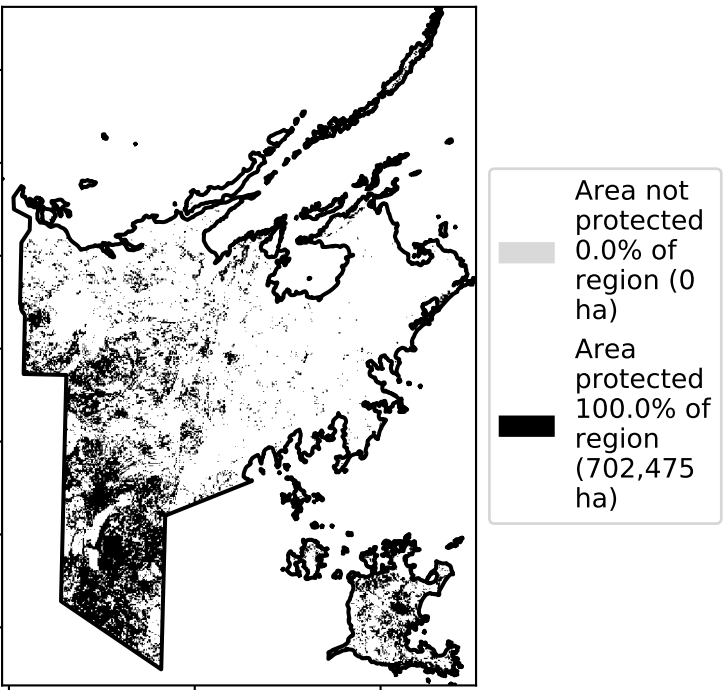 Area not
protected
0.0% of
region (0
ha)
Area
protected
100.0% of
region
(702,475
ha)